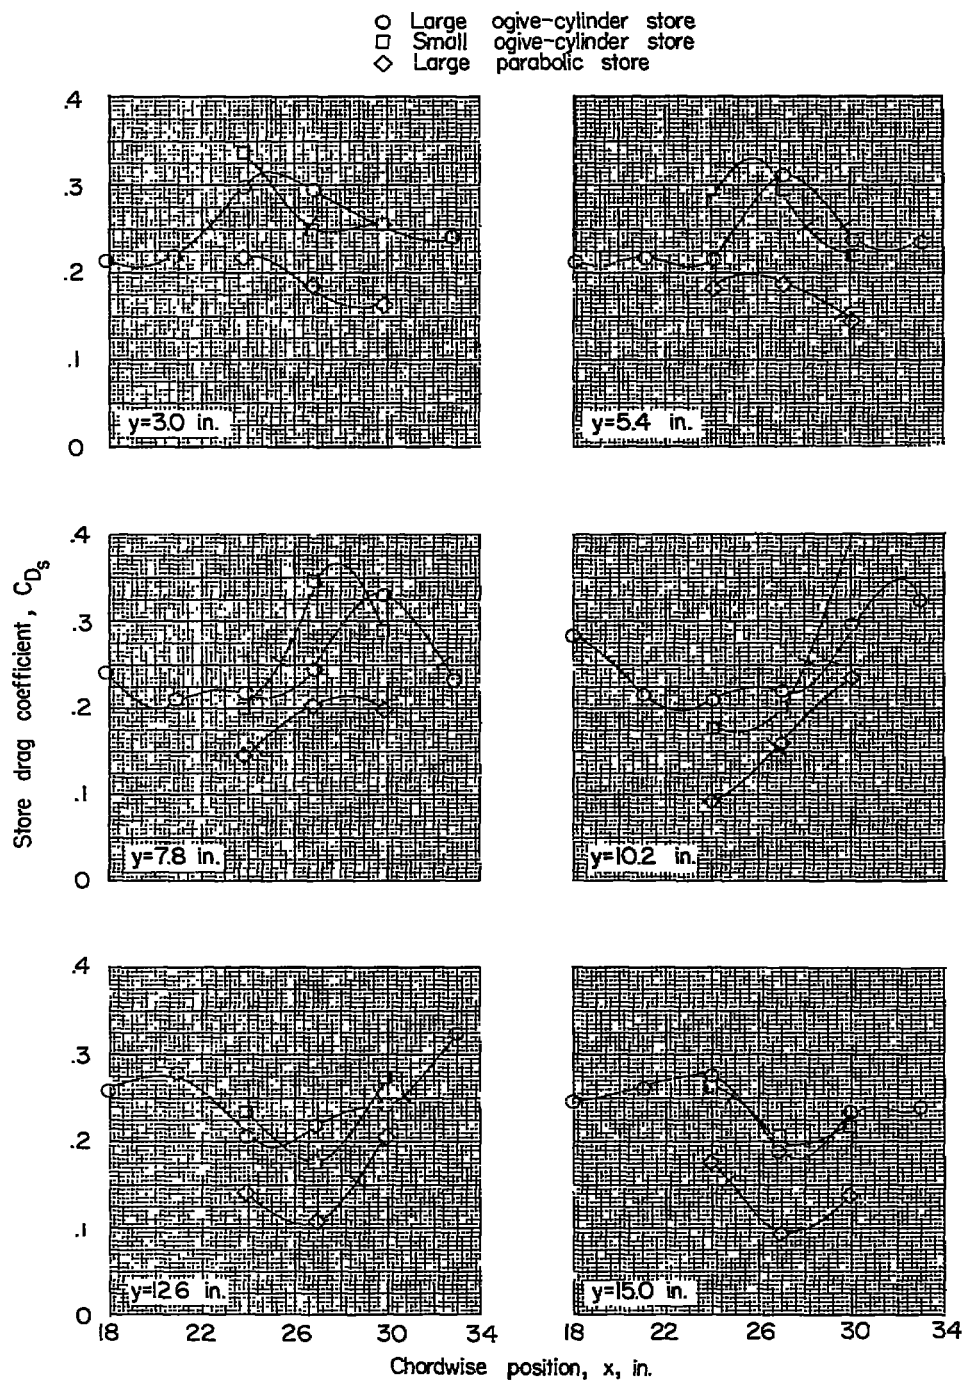 ○ Large ogive-cylinder store
□ Small ogive-cylinder store
◇ Large parabolic store
.4
.3
.2
.1
0
y=3.0 in.
y=5.4 in.
Store drag coefficient, CDs
.4
.3
.2
.1
0
y=7.8 in.
y=10.2 in.
.4
.3
.2
.1
0
y=12.6 in.
y=15.0 in.
18 22 26 30 34
18 22 26 30 34
Chordwise position, x, in.